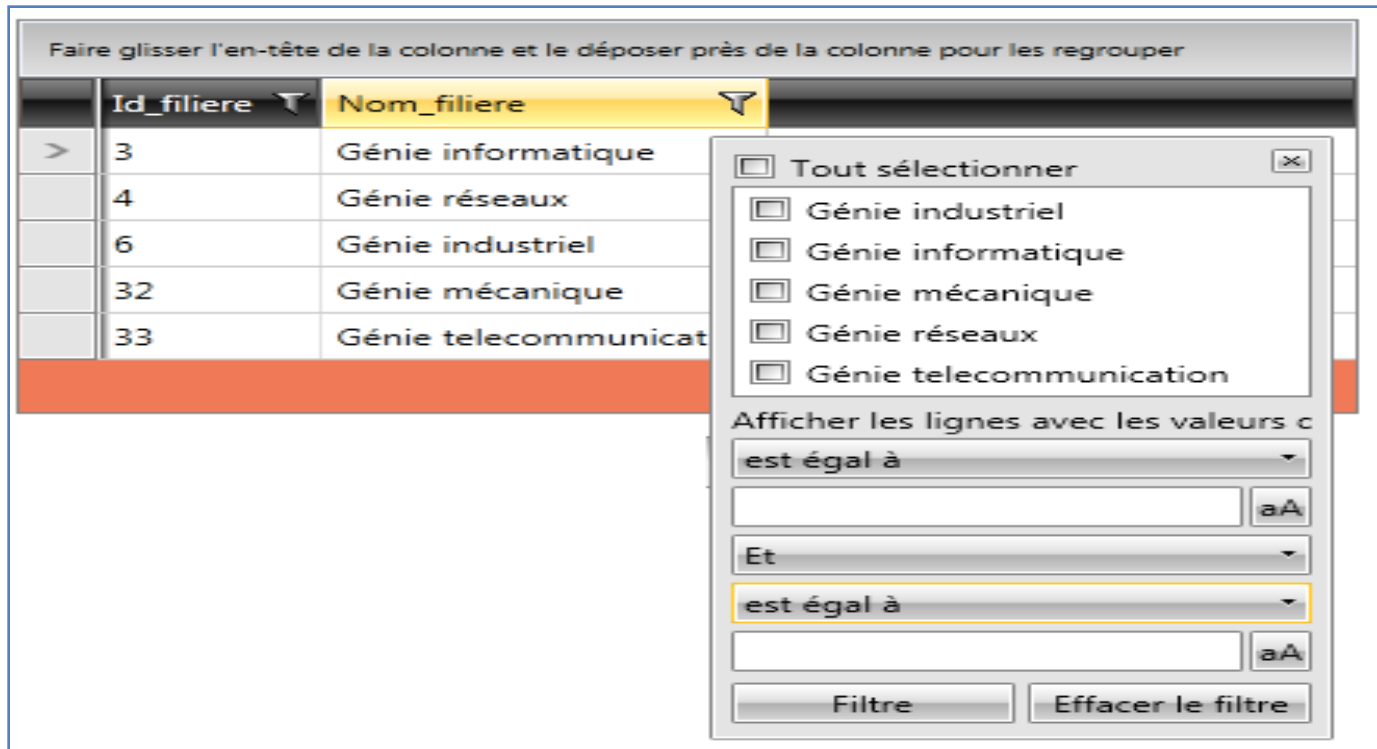 Faire glisser l'en-tête de la colonne et le déposer près de la colonne pour les regrouper
Id_filiere Nom_filiere
> 3 Génie informatique
4 Génie réseaux
6 Génie industriel
32 Génie mécanique
33 Génie telecommunicat
Tout sélectionner
Génie industriel
Génie informatique
Génie mécanique
Génie réseaux
Génie telecommunication
Afficher les lignes avec les valeurs c
est égal à
aA
Et
est égal à
aA
Filtre Effacer le filtre